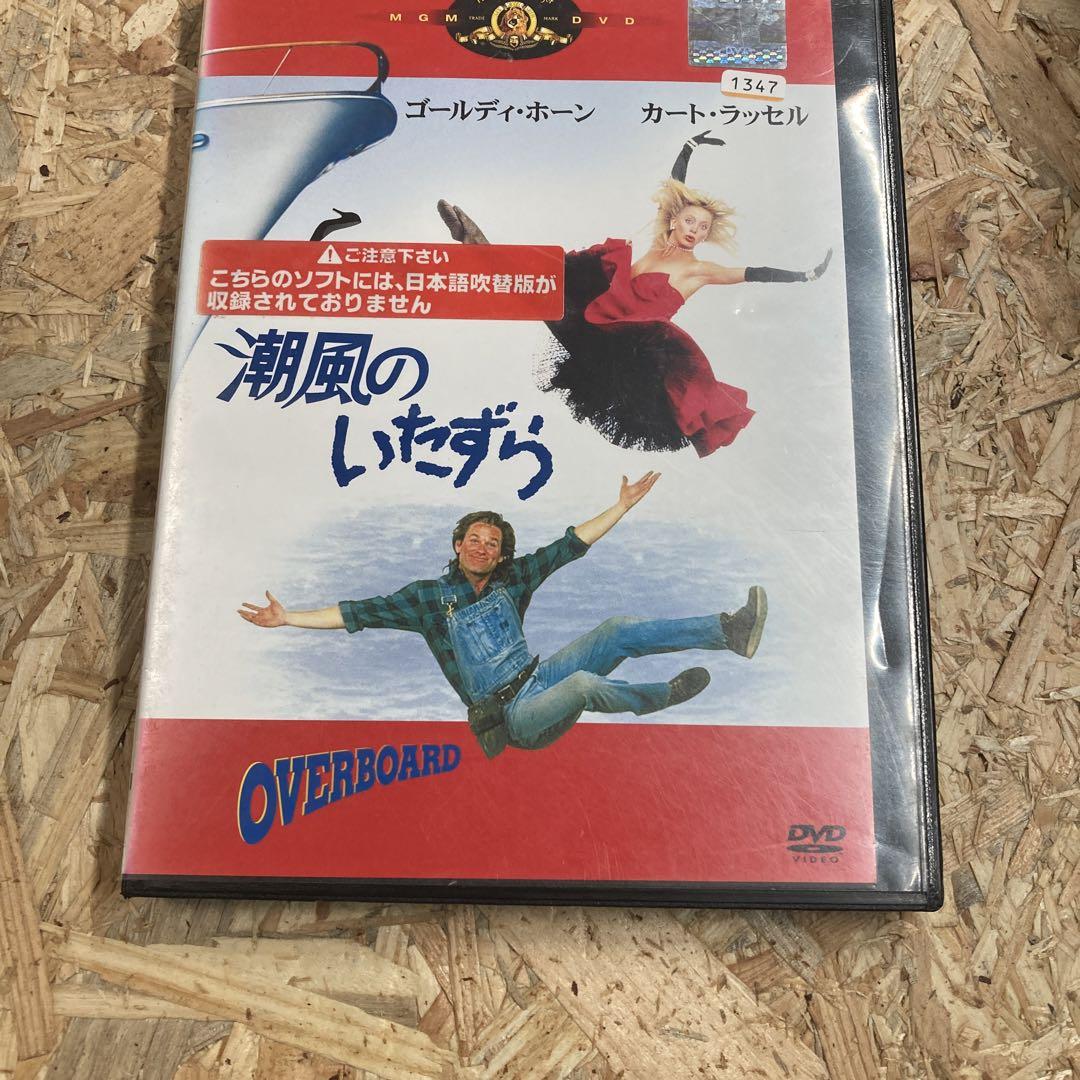 MGM TRADE MARK DVD
1347
ゴールディ・ホーン カート・ラッセル
ご注意下さい
こちらのソフトには、日本語吹替版が
収録されておりません
潮風の
いたずら
OVERBOARD
DVD
VIDEO